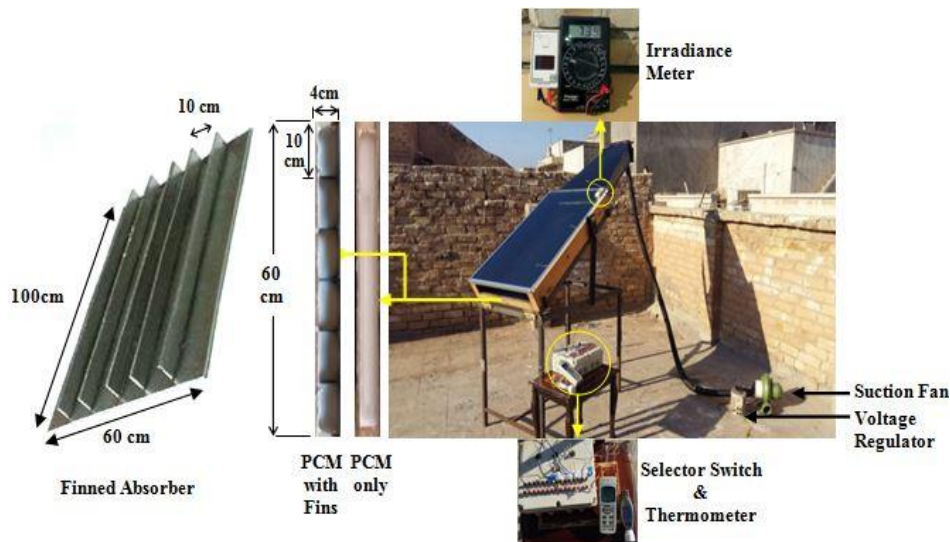 Irradiance
Meter
4cm
10 cm
10
cm
60
cm
100cm
60 cm
Suction Fan
Voltage
Regulator
PCM
with
Fins
PCM
only
Finned Absorber
Selector Switch
&
Thermometer